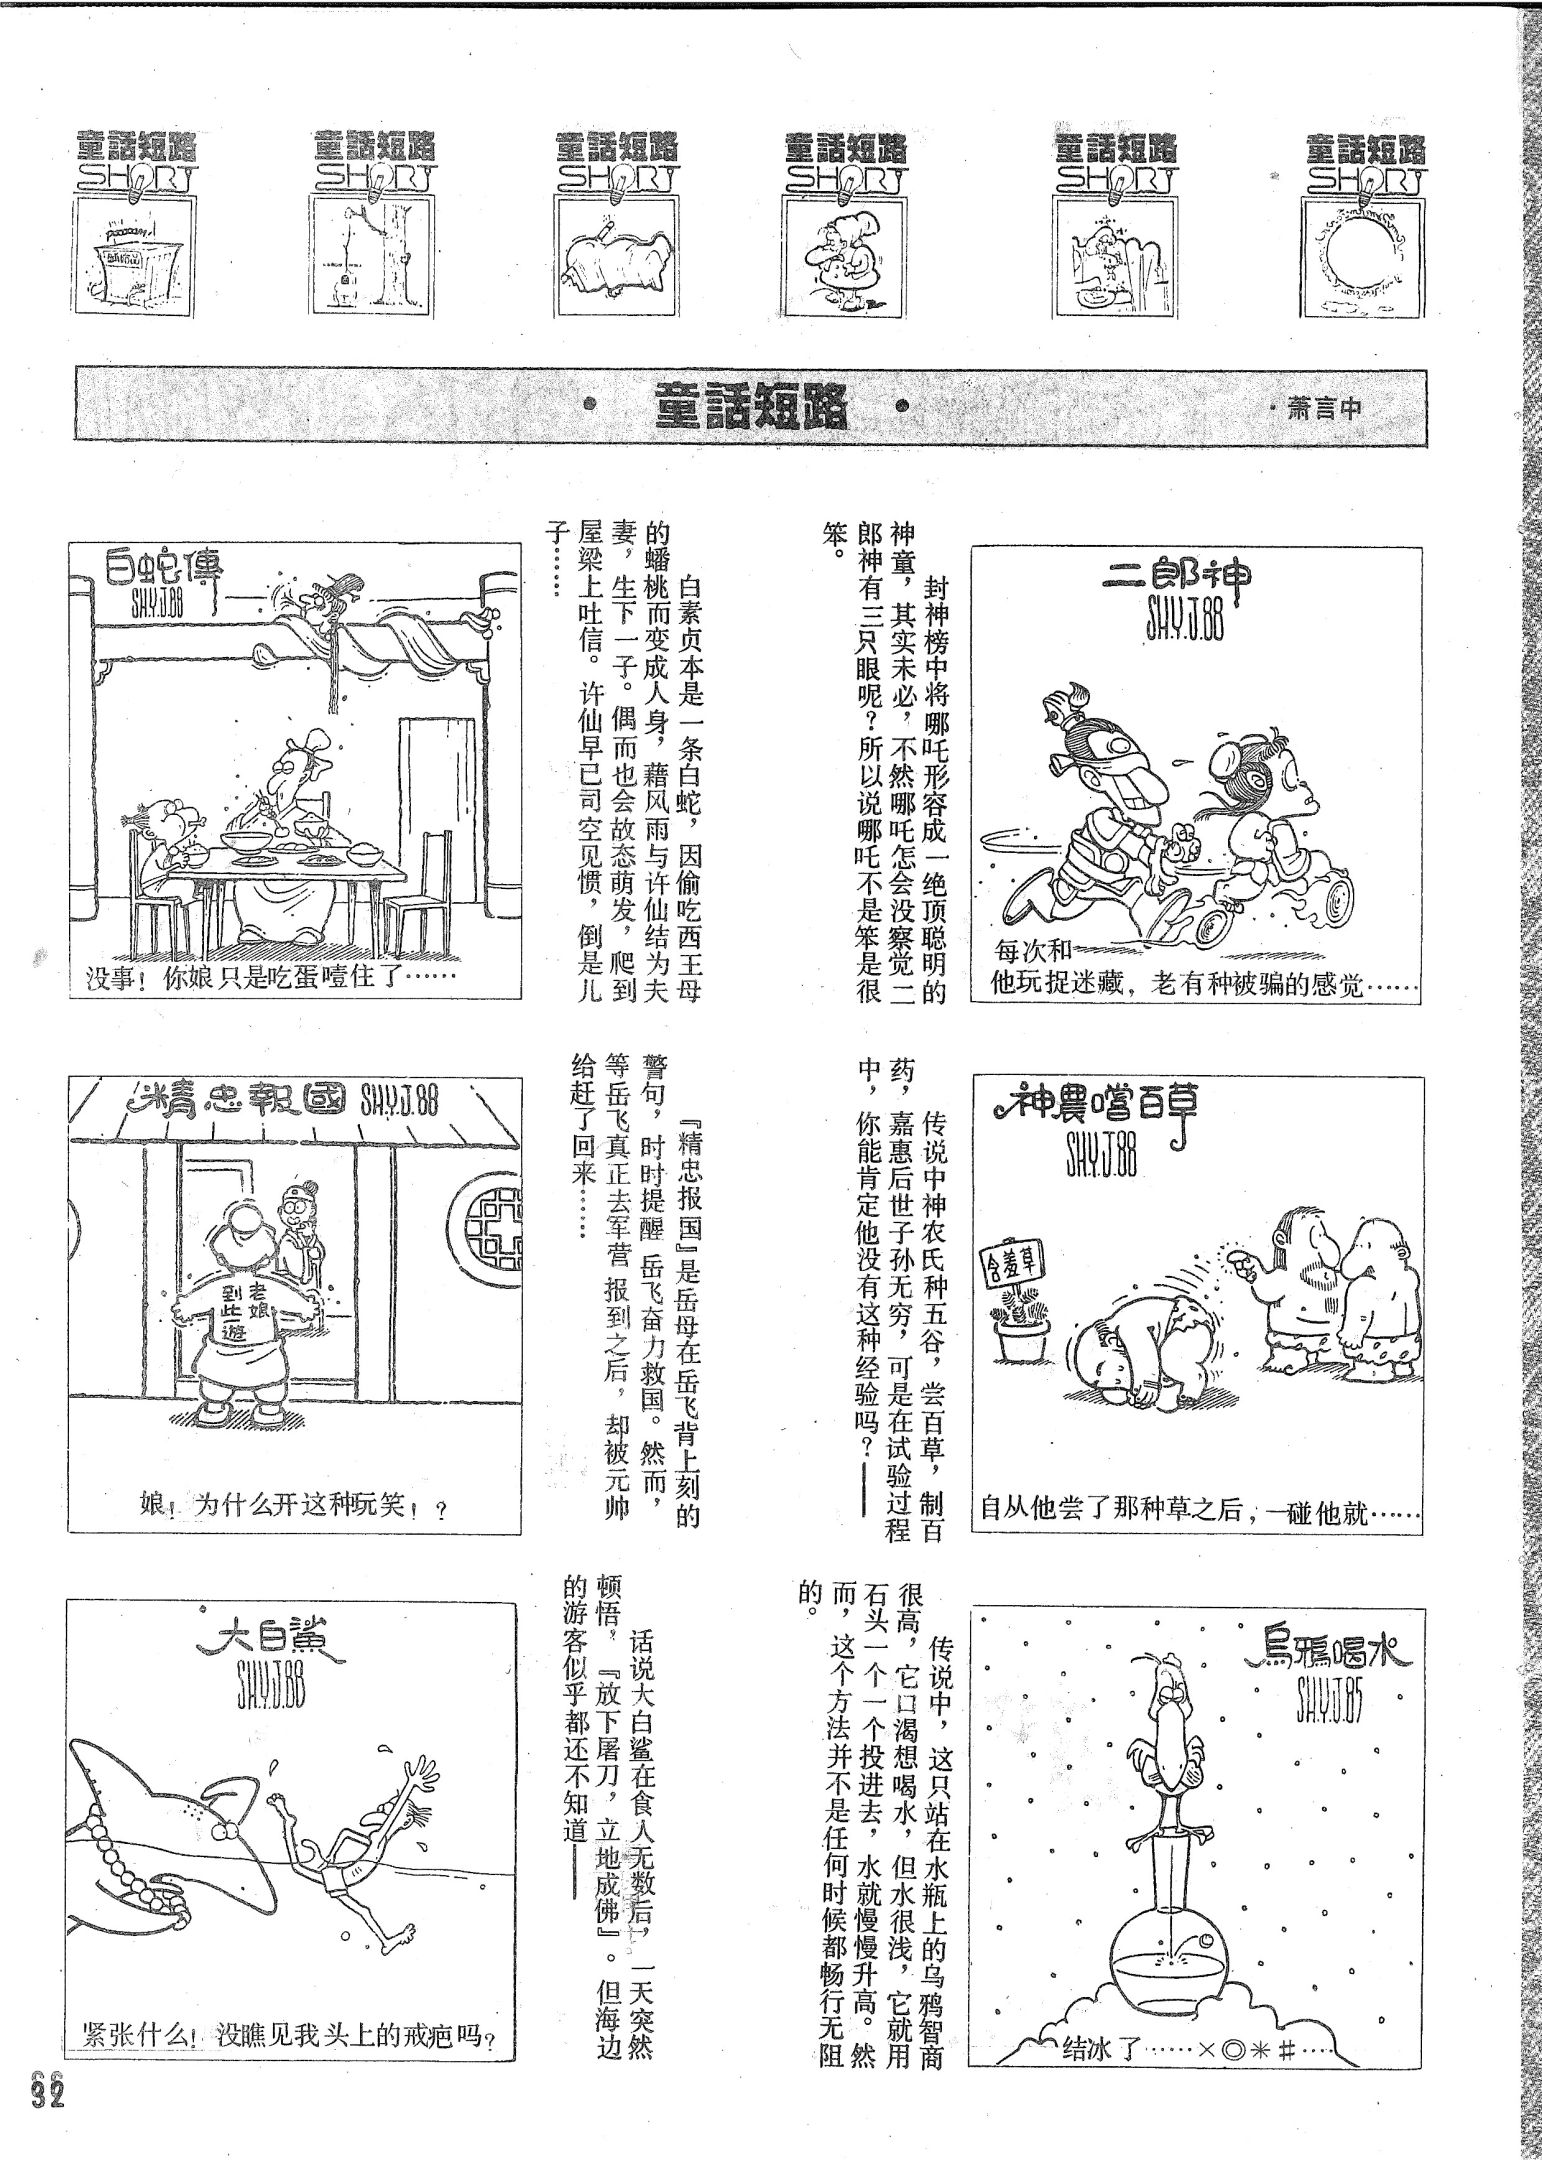 童話短路
SHORT
童話短路
SHORT
童話短路
SHORT
童話短路
SHORT
童話短路
SHORT
童話短路
SHORT
·童話短路·
·萧言中
二郎神
SH.Y.J.88
每次和
他玩捉迷藏，老有种被骗的感觉……
封神榜中将哪吒形容成一绝顶聪明的
神童，其实未必，不然哪吒怎会没察觉二
郎神有三只眼呢？所以说哪吒不是笨是很
笨。
白蛇傳
SH.Y.J.88
没事！你娘只是吃蛋噎住了……
白素贞本是一条白蛇，因偷吃西王母
的蟠桃而变成人身，藉风雨与许仙结为夫
妻，生下一子。偶而也会故态萌发，爬到
屋梁上吐信。许仙早已司空见惯，倒是儿
子……
神農嚐百草
SH.Y.J.88
含羞草
自从他尝了那种草之后，一碰他就……
传说中神农氏种五谷，尝百草，制百
药，嘉惠后世子孙无穷，可是在试验过程
中，你能肯定他没有这种经验吗？——
精忠報國 SH.Y.J.88
老娘
到此一遊
娘！为什么开这种玩笑！？
『精忠报国』是岳母在岳飞背上刻的
警句，时时提醒岳飞奋力救国。然而，
等岳飞真正去军营报到之后，却被元帅
给赶了回来……
烏鴉喝水
SH.Y.J.85
结冰了……×◎＊＃……
传说中，这只站在水瓶上的乌鸦智商
很高，它口渴想喝水，但水很浅，它就用
石头一个一个投进去，水就慢慢升高。然
而，这个方法并不是任何时候都畅行无阻
的。
大白鯊
SH.Y.J.88
紧张什么！没瞧见我头上的戒疤吗？
话说大白鲨在食人无数后，一天突然
顿悟，『放下屠刀，立地成佛』。但海边
的游客似乎都还不知道——
32